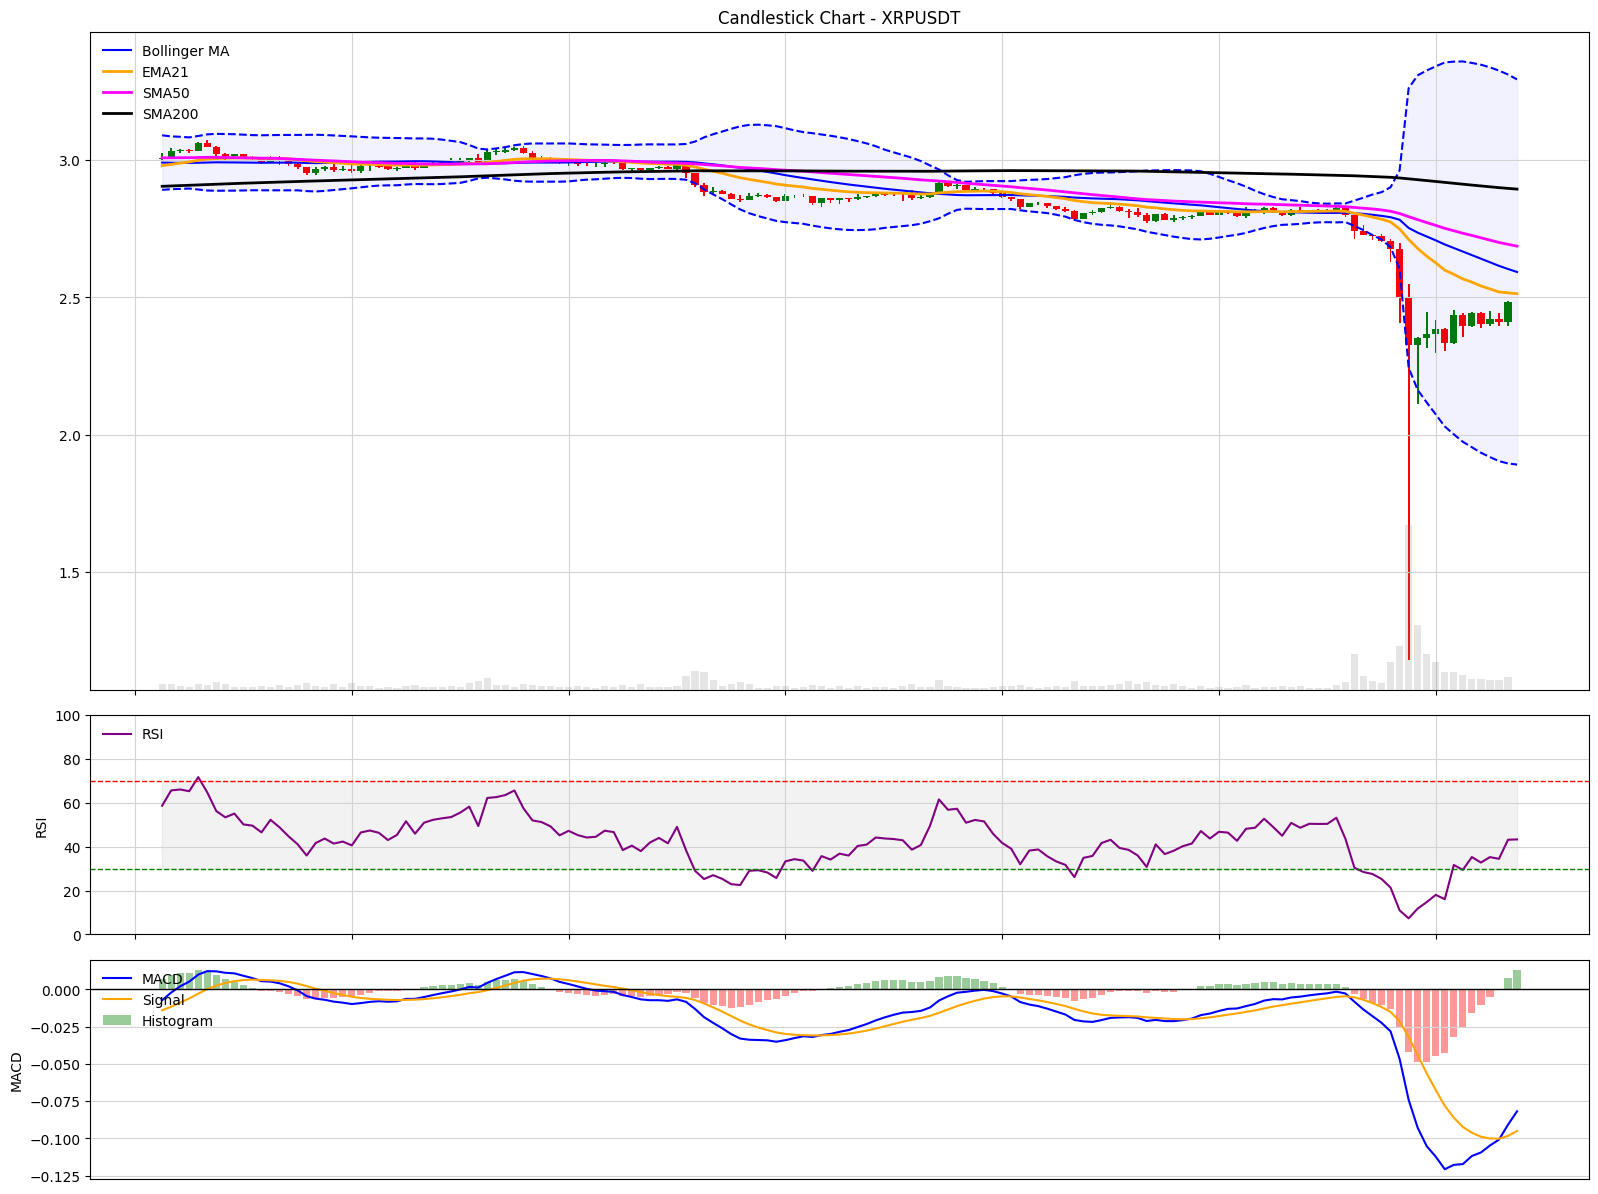 Candlestick Chart - XRPUSDT
Bollinger MA
EMA21
SMA50
SMA200
3.0
2.5
2.0
1.5
100
RSI
80
60
RSI
40
20
0
MACD
0.000
Signal
Histogram
−0.025
−0.050
MACD
−0.075
−0.100
−0.125